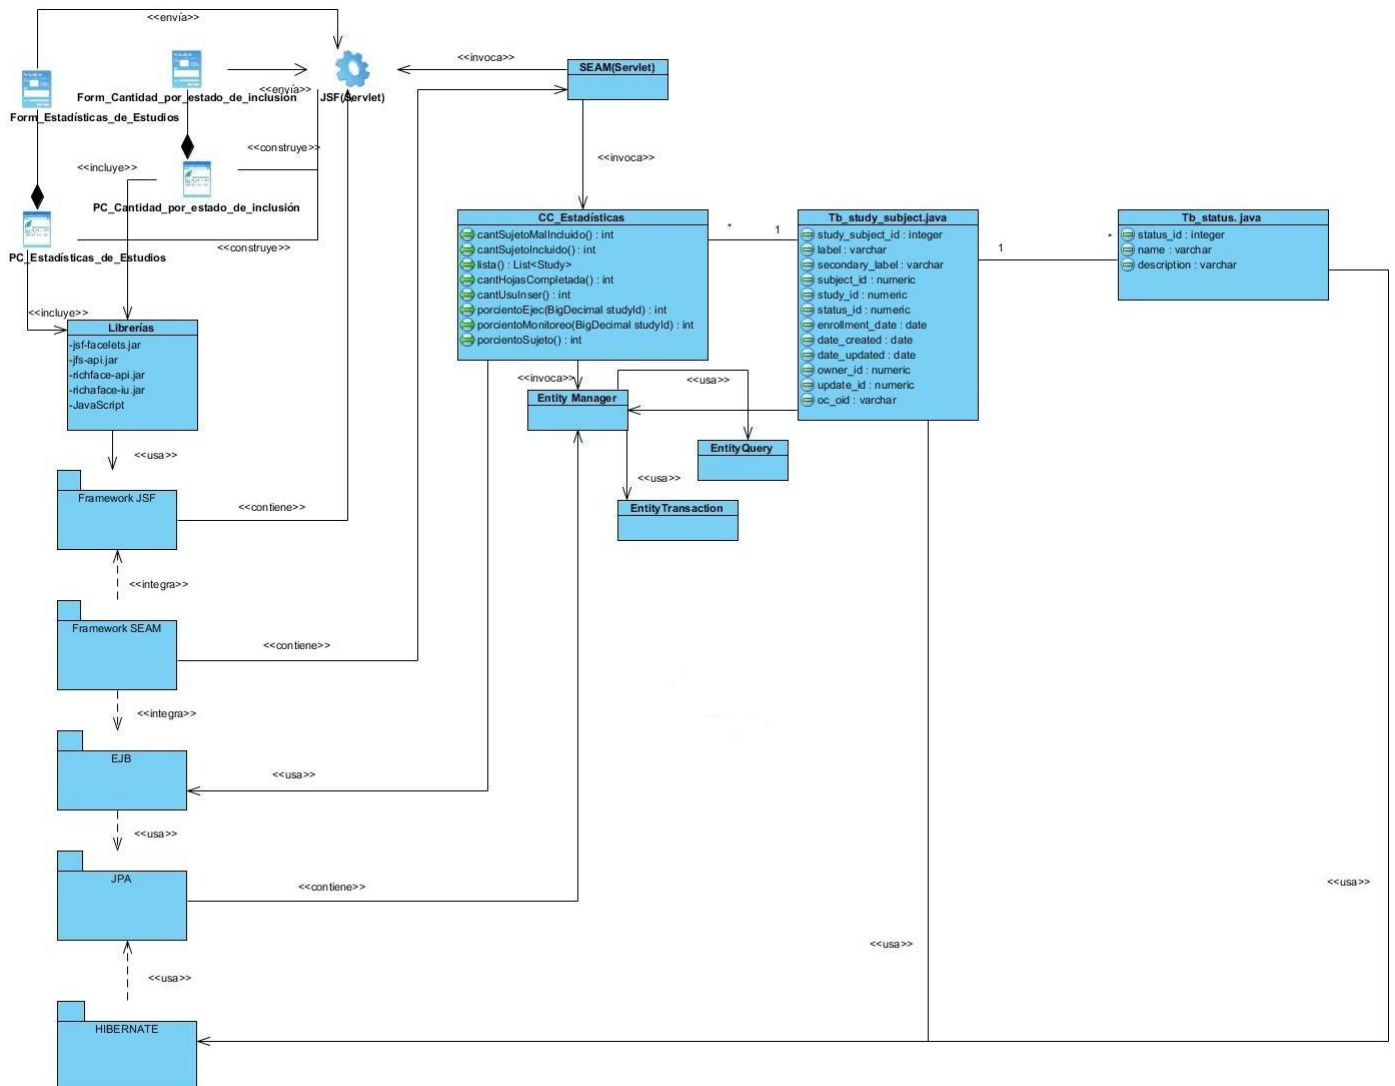 <<envía>>
<<invoca>>
SEAM(Servlet)
Form_Cantidad_por_estado_de_inclusión
<<envía>>
JSF(Servlet)
Form_Estadísticas_de_Estudios
<<construye>>
<<incluye>>
<<invoca>>
PC_Cantidad_por_estado_de_inclusión
<<construye>>
PC_Estadísticas_de_Estudios
CC_Estadísticas
cantSujetoMalIncluido() : int
cantSujetoIncluido() : int
lista() : List<Study>
cantHojasCompletada() : int
cantUsuInser() : int
porcientoEjec(BigDecimal studyId) : int
porcientoMonitoreo(BigDecimal studyId) : int
porcientoSujeto() : int
*
1
Tb_study_subject.java
study_subject_id : integer
label : varchar
secondary_label : varchar
subject_id : numeric
study_id : numeric
status_id : numeric
enrollment_date : date
date_created : date
date_updated : date
owner_id : numeric
update_id : numeric
oc_oid : varchar
1
*
Tb_status. java
status_id : integer
name : varchar
description : varchar
<<incluye>>
Librerías
-jsf-facelets.jar
-jfs-api.jar
-richface-api.jar
-richaface-iu.jar
-JavaScript
<<invoca>>
<<usa>>
Entity Manager
EntityQuery
<<usa>>
<<usa>>
EntityTransaction
Framework JSF
<<contiene>>
<<integra>>
Framework SEAM
<<contiene>>
<<integra>>
EJB
<<usa>>
<<usa>>
JPA
<<contiene>>
<<usa>>
<<usa>>
<<usa>>
HIBERNATE